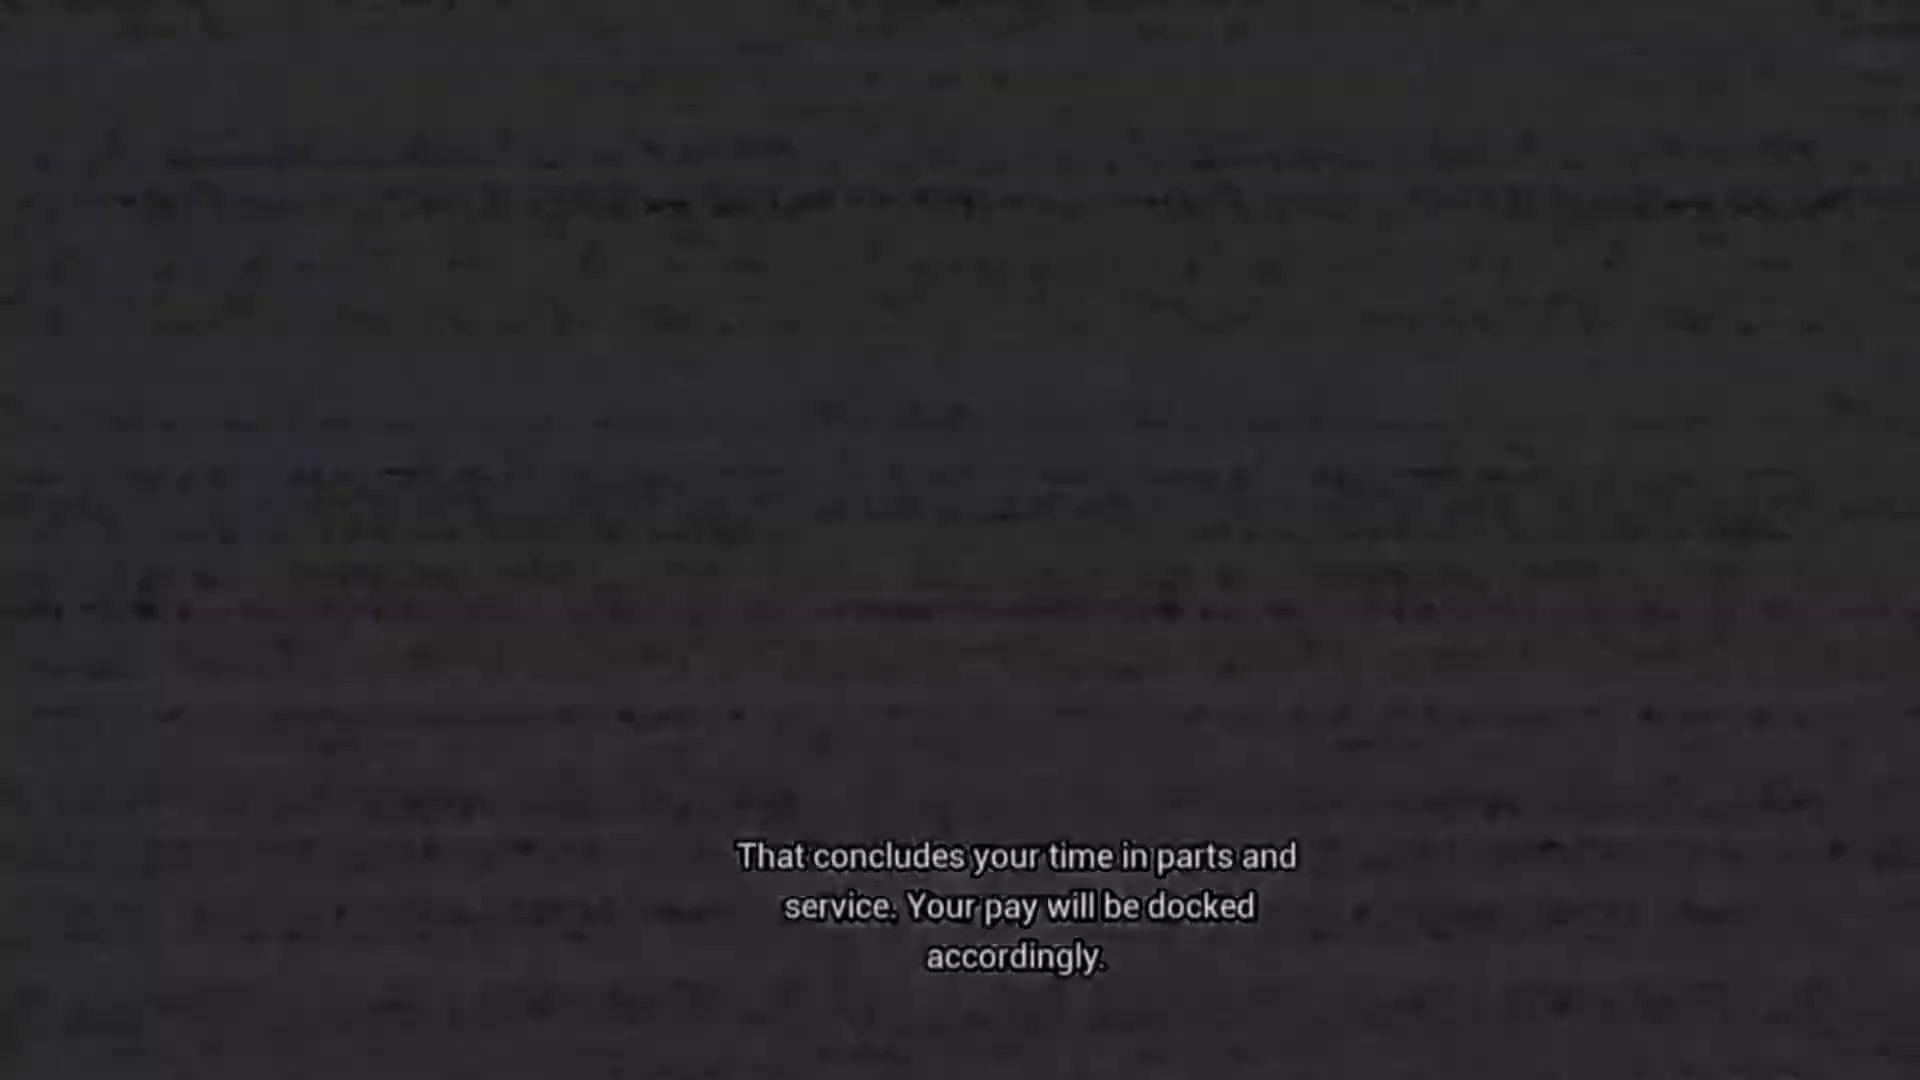 That concludes your time in parts and
service. Your pay will be docked
accordingly.